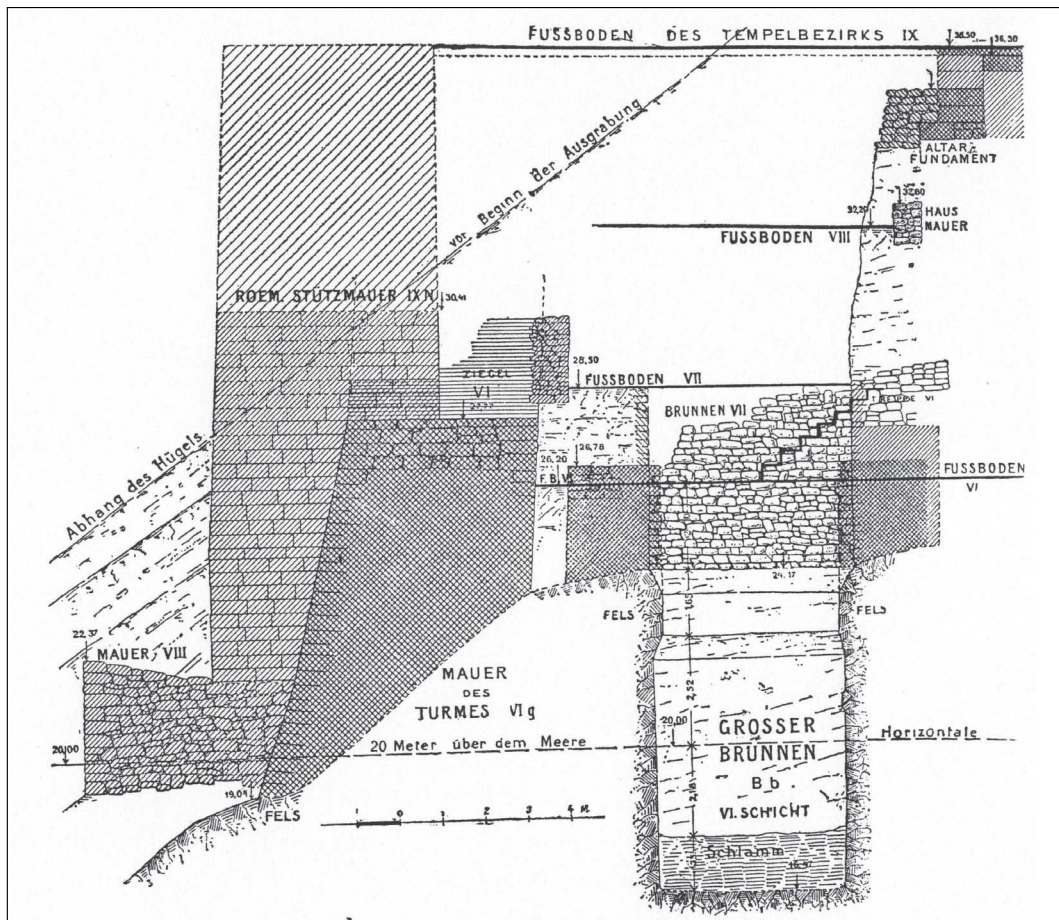 FUSSBODEN DES TEMPELBEZIRKS IX
36,50
36,30
vor Beginn der Ausgrabung
ALTAR-
FUNDAMENT
32,80
32,20
HAUS
MAUER
FUSSBODEN VIII
ROEM. STÜTZMAUER IX N
30,41
ZIEGEL
VI
28,50
FUSSBODEN VII
BRUNNEN VII
VI
26,78
26,20
F.B.VI
FUSSBODEN
VI
Abhang des Hügels
24,17
1,65
FELS
FELS
22,37
MAUER VIII
MAUER
DES
TURMES VI g
2,52
20,00
GROSSER
BRUNNEN
B b
VI. SCHICHT
20,00
20 Meter über dem Meere
Horizontale
19,04
FELS
1 0 1 2 3 4 M.
Schlamm